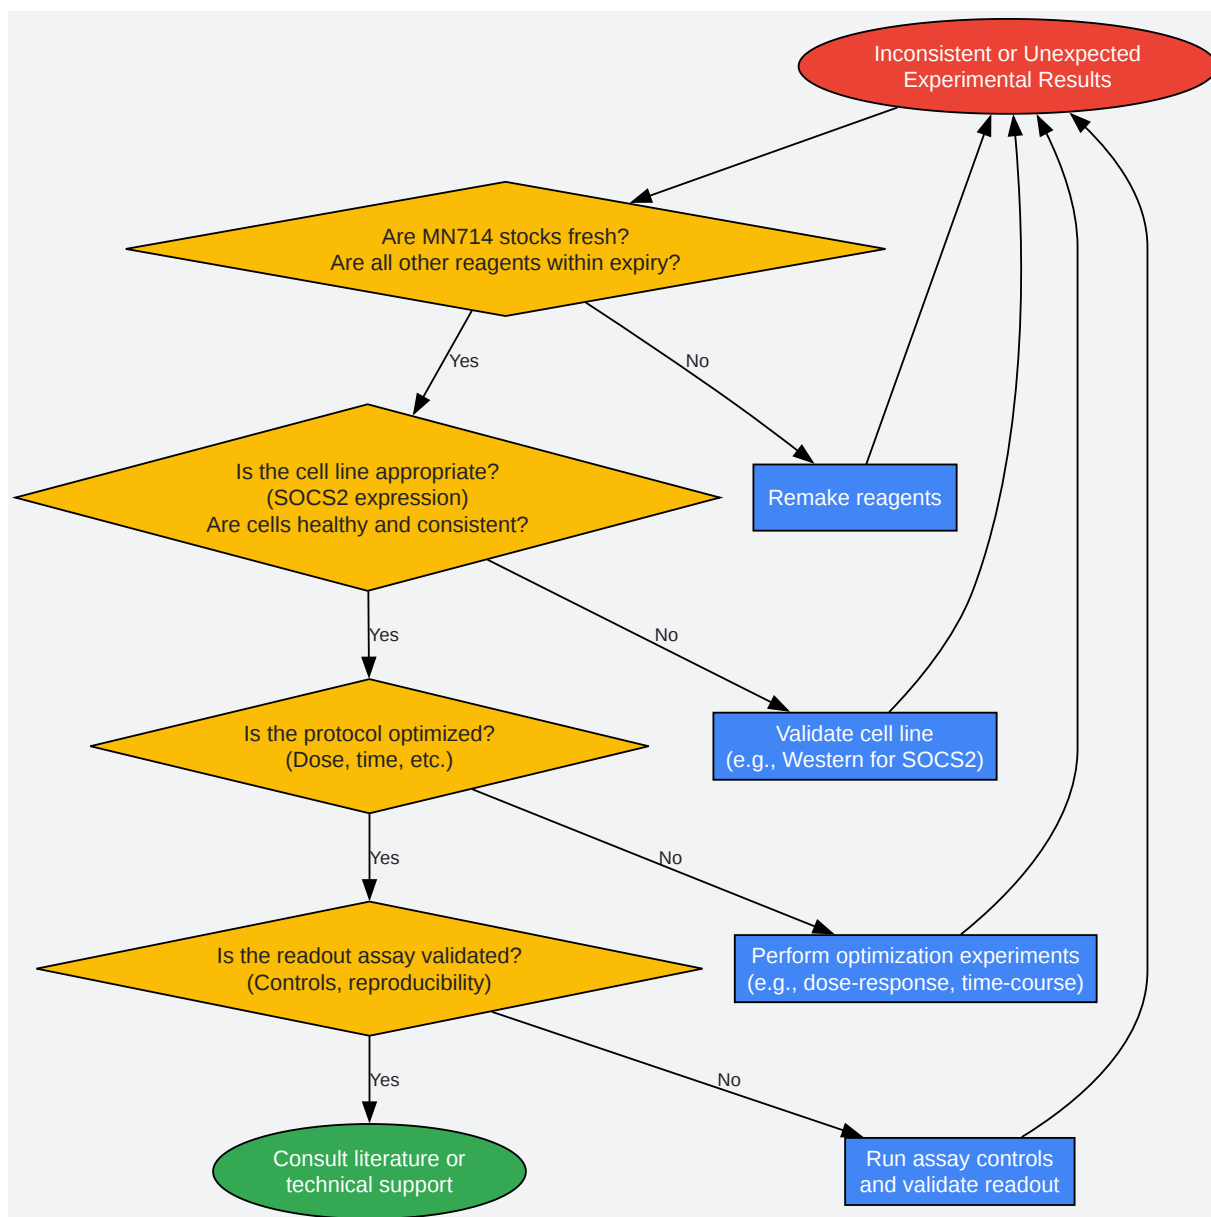 Inconsistent or Unexpected
Experimental Results
Are MN714 stocks fresh?
Are all other reagents within expiry?
Yes
No
Is the cell line appropriate?
(SOCS2 expression)
Are cells healthy and consistent?
Remake reagents
Yes
No
Is the protocol optimized?
(Dose, time, etc.)
Validate cell line
(e.g., Western for SOCS2)
Yes
No
Is the readout assay validated?
(Controls, reproducibility)
Perform optimization experiments
(e.g., dose-response, time-course)
Yes
No
Consult literature or
technical support
Run assay controls
and validate readout